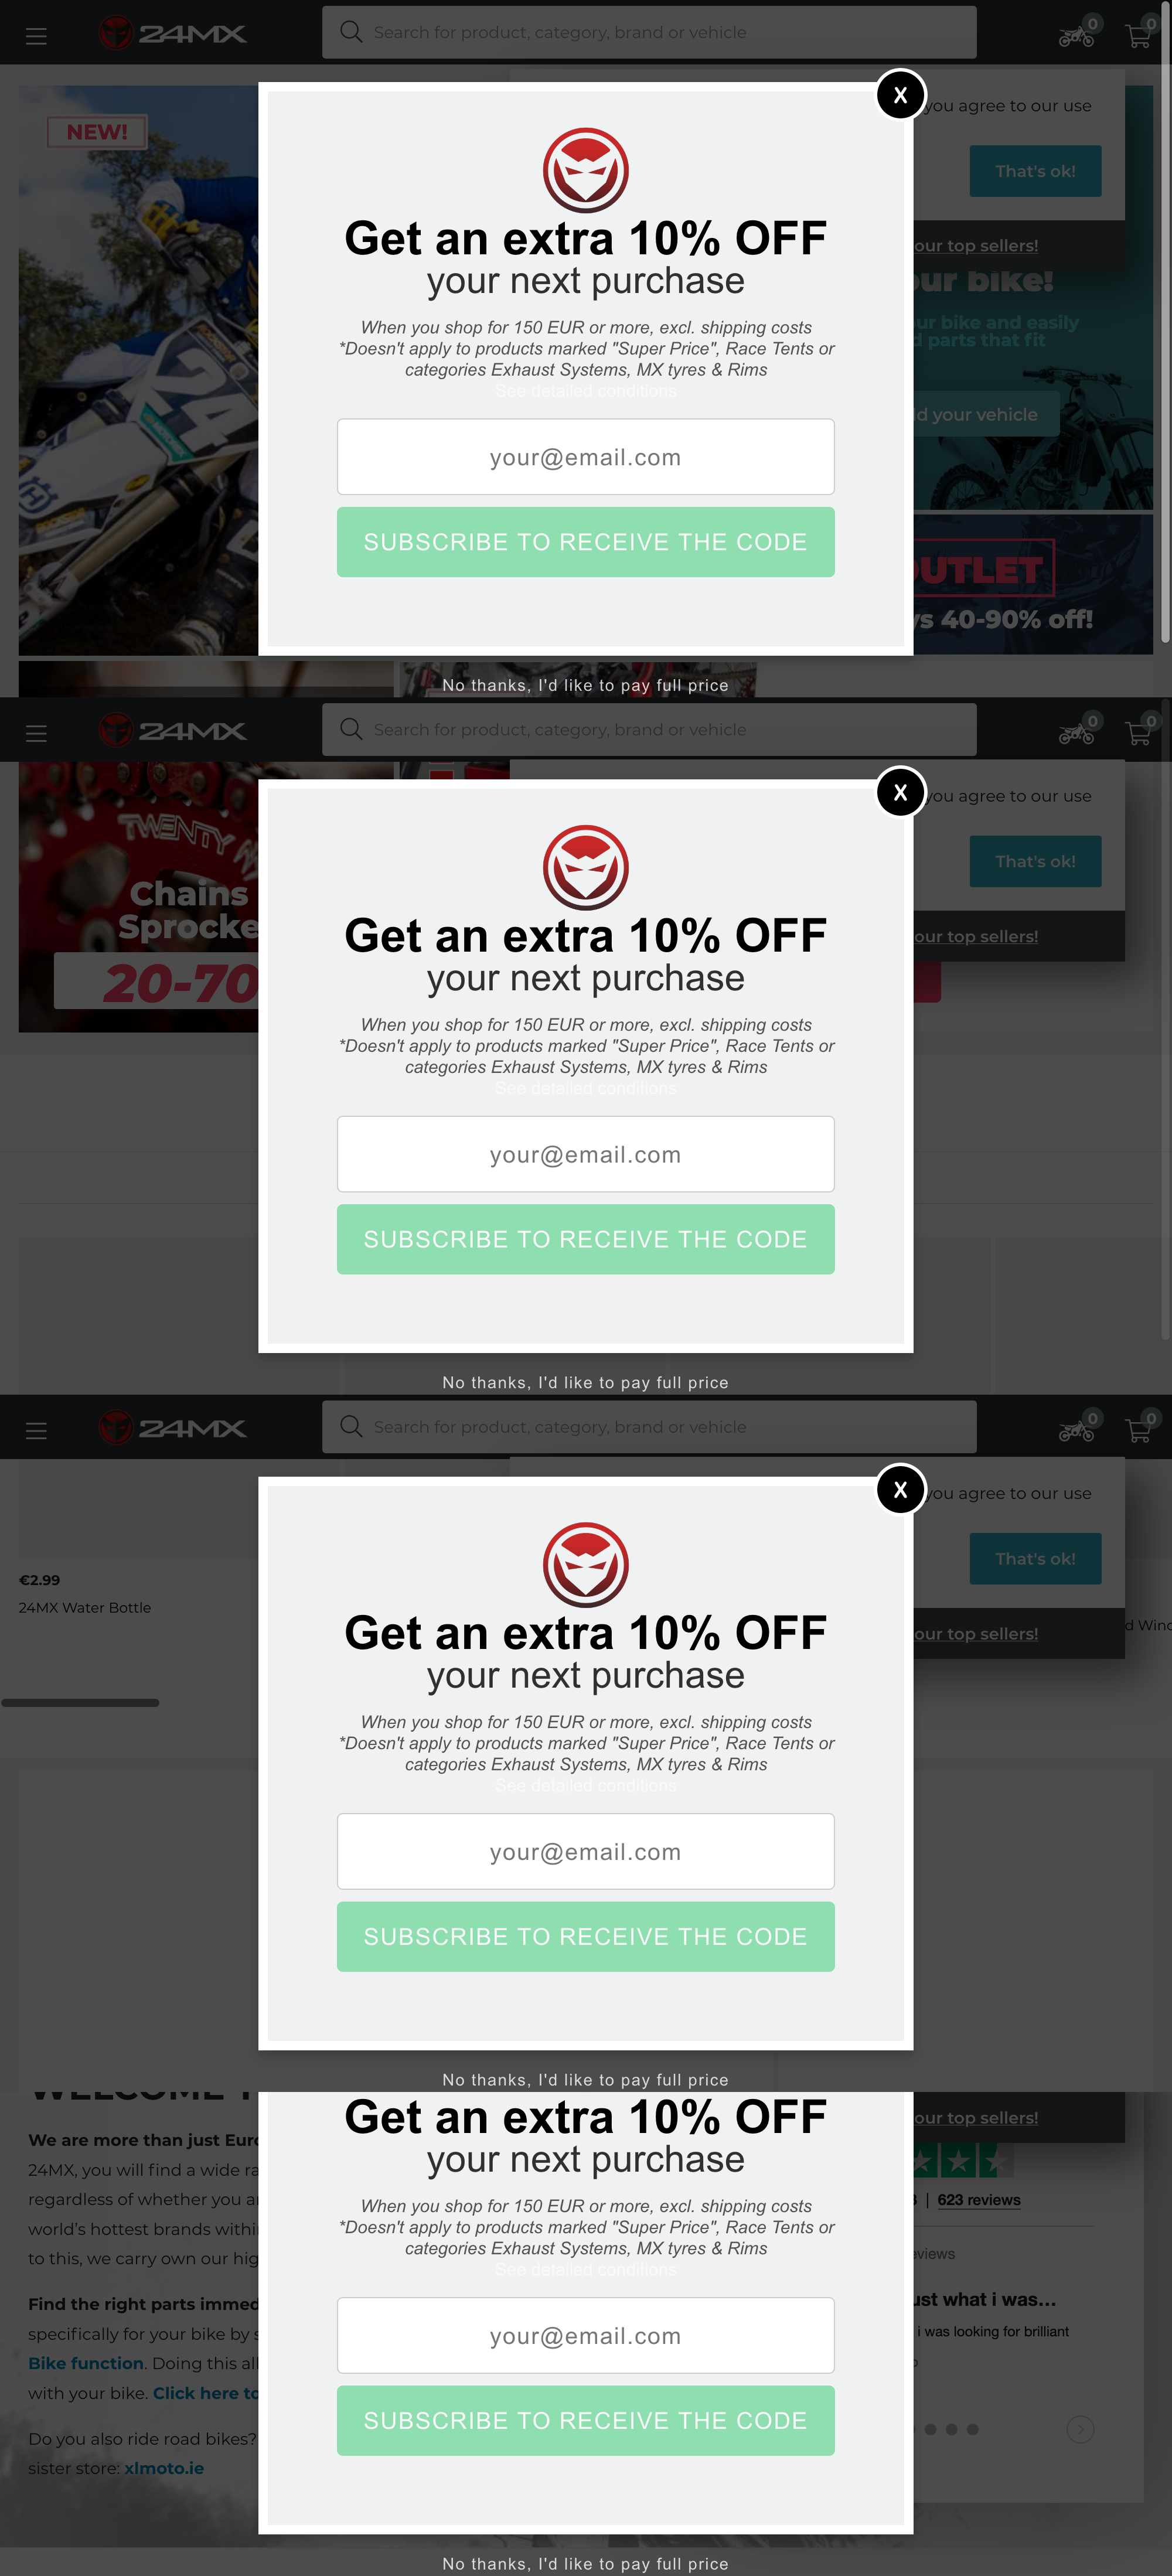 24MX
Search for product, category, brand or vehicle
0
0
NEW!
X
you agree to our use
That's ok!
our top sellers!
Get an extra 10% OFF
your next purchase
When you shop for 150 EUR or more, excl. shipping costs
*Doesn't apply to products marked "Super Price", Race Tents or
categories Exhaust Systems, MX tyres & Rims
See detailed conditions
your@email.com
SUBSCRIBE TO RECEIVE THE CODE
No thanks, I'd like to pay full price
bike!
bike and easily
parts that fit
your vehicle
OUTLET
40-90% off!
24MX
Search for product, category, brand or vehicle
0
0
X
you agree to our use
That's ok!
our top sellers!
TWENTY
Chains
20-70
Get an extra 10% OFF
your next purchase
When you shop for 150 EUR or more, excl. shipping costs
*Doesn't apply to products marked "Super Price", Race Tents or
categories Exhaust Systems, MX tyres & Rims
See detailed conditions
your@email.com
SUBSCRIBE TO RECEIVE THE CODE
No thanks, I'd like to pay full price
24MX
Search for product, category, brand or vehicle
0
0
X
you agree to our use
That's ok!
our top sellers!
€2.99
24MX Water Bottle
Get an extra 10% OFF
your next purchase
When you shop for 150 EUR or more, excl. shipping costs
*Doesn't apply to products marked "Super Price", Race Tents or
categories Exhaust Systems, MX tyres & Rims
See detailed conditions
your@email.com
SUBSCRIBE TO RECEIVE THE CODE
No thanks, I'd like to pay full price
WELCOME
We are more than just
24MX, you will find a wide
regardless of whether you
world's hottest brands
to this, we carry own our
Find the right parts
specifically for your bike by
Bike function. Doing this
with your bike. Click here to
Do you also ride road bikes?
sister store: xlmoto.ie
Get an extra 10% OFF
your next purchase
When you shop for 150 EUR or more, excl. shipping costs
*Doesn't apply to products marked "Super Price", Race Tents or
categories Exhaust Systems, MX tyres & Rims
See detailed conditions
your@email.com
SUBSCRIBE TO RECEIVE THE CODE
No thanks, I'd like to pay full price
our top sellers!
| 623 reviews
what i was...
i was looking for brilliant